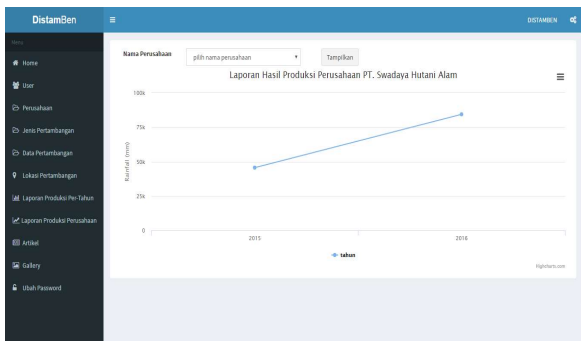 DistamBen
DISTAMBEN
Menu
Home
User
Perusahaan
Jenis Pertambangan
Data Pertambangan
Lokasi Pertambangan
Laporan Produksi Per-Tahun
Laporan Produksi Perusahaan
Artikel
Gallery
Ubah Password
Nama Perusahaan
pilih nama perusahaan
Tampilkan
Laporan Hasil Produksi Perusahaan PT. Swadaya Hutani Alam
Rainfall (mm)
100k
75k
50k
25k
0
2015
2016
tahun
Highcharts.com